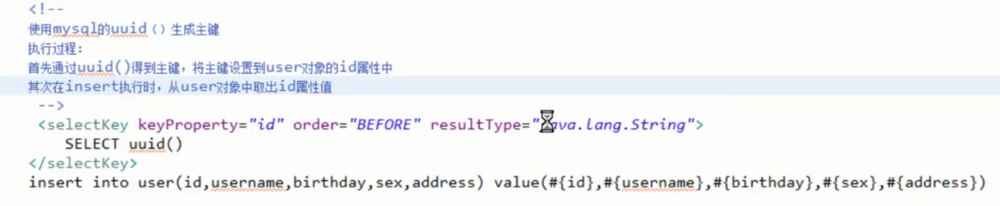 <!--
使用mysql的uuid（）生成主键
执行过程：
首先通过uuid()得到主键，将主键设置到user对象的id属性中
其次在insert执行时，从user对象中取出id属性值
-->
<selectKey keyProperty="id" order="BEFORE" resultType="java.lang.String">
SELECT uuid()
</selectKey>
insert into user(id,username,birthday,sex,address) value(#{id},#{username},#{birthday},#{sex},#{address})